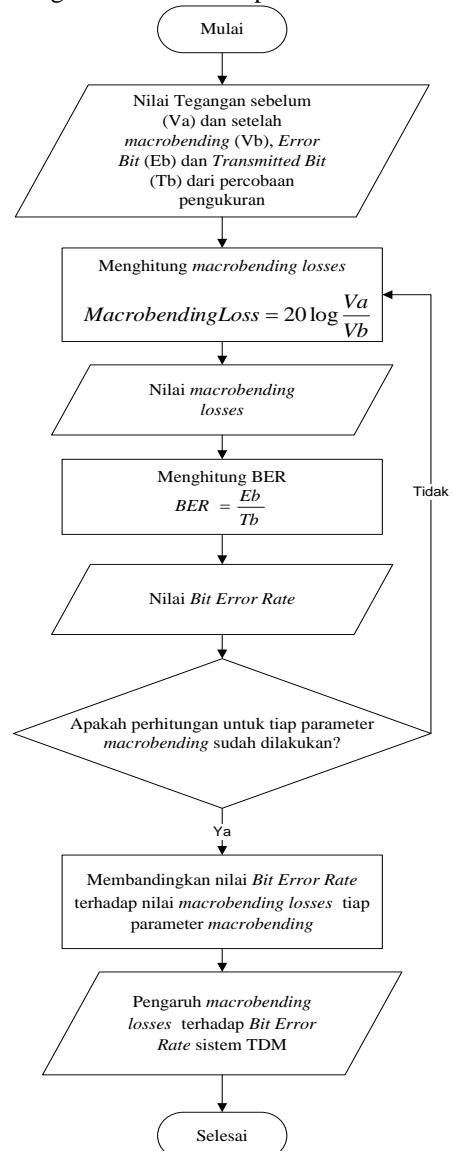 Mulai
Nilai Tegangan sebelum
(Va) dan setelah
macrobending (Vb), Error
Bit (Eb) dan Transmitted Bit
(Tb) dari percobaan
pengukuran
Menghitung macrobending losses
MacrobendingLoss = 20 log Va/Vb
Nilai macrobending
losses
Menghitung BER
BER = Eb/Tb
Tidak
Nilai Bit Error Rate
Apakah perhitungan untuk tiap parameter
macrobending sudah dilakukan?
Ya
Membandingkan nilai Bit Error Rate
terhadap nilai macrobending losses tiap
parameter macrobending
Pengaruh macrobending
losses terhadap Bit Error
Rate sistem TDM
Selesai